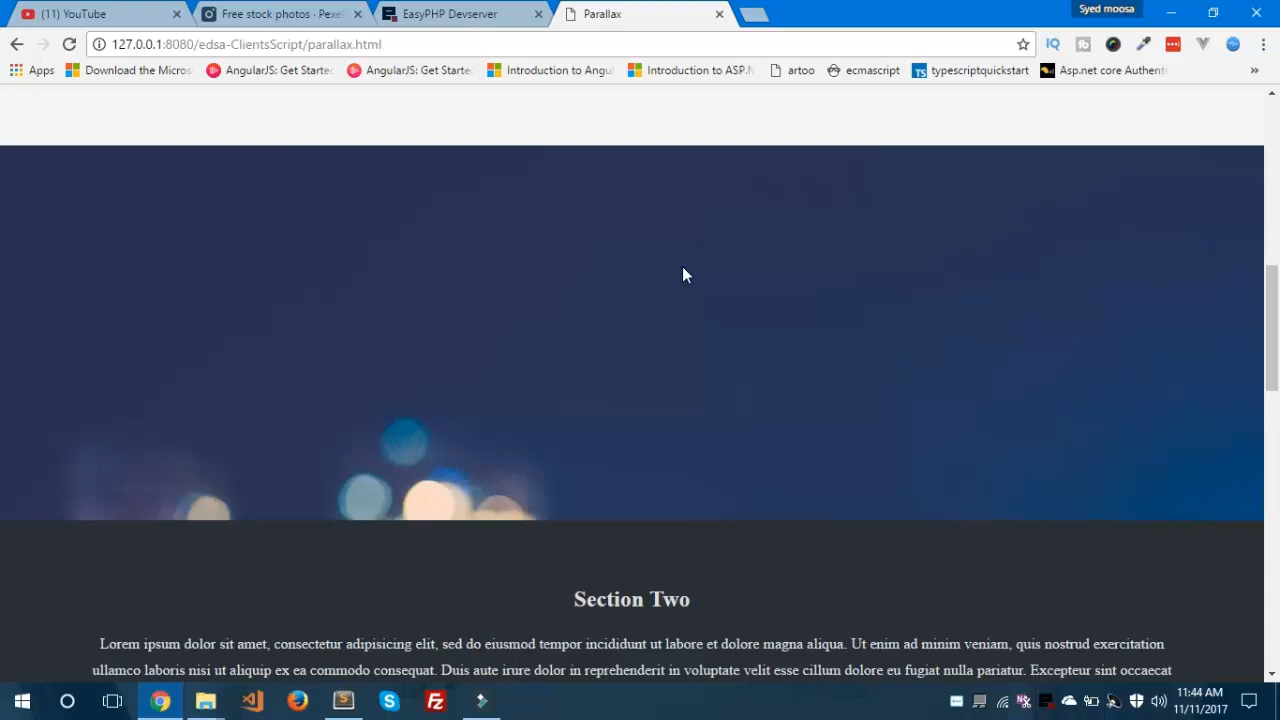 (11) YouTube
Free stock photos · Pexel
EasyPHP Devserver
Parallax
Syed moosa
127.0.0.1:8080/edsa-ClientsScript/parallax.html
Apps
Download the Micros
AngularJS: Get Starte
AngularJS: Get Starte
Introduction to Angu
Introduction to ASP.N
artoo
ecmascript
typescriptquickstart
Asp.net core Authent
»
Section Two
Lorem ipsum dolor sit amet, consectetur adipisicing elit, sed do eiusmod tempor incididunt ut labore et dolore magna aliqua. Ut enim ad minim veniam, quis nostrud exercitation
ullamco laboris nisi ut aliquip ex ea commodo consequat. Duis aute irure dolor in reprehenderit in voluptate velit esse cillum dolore eu fugiat nulla pariatur. Excepteur sint occaecat
11:44 AM
11/11/2017